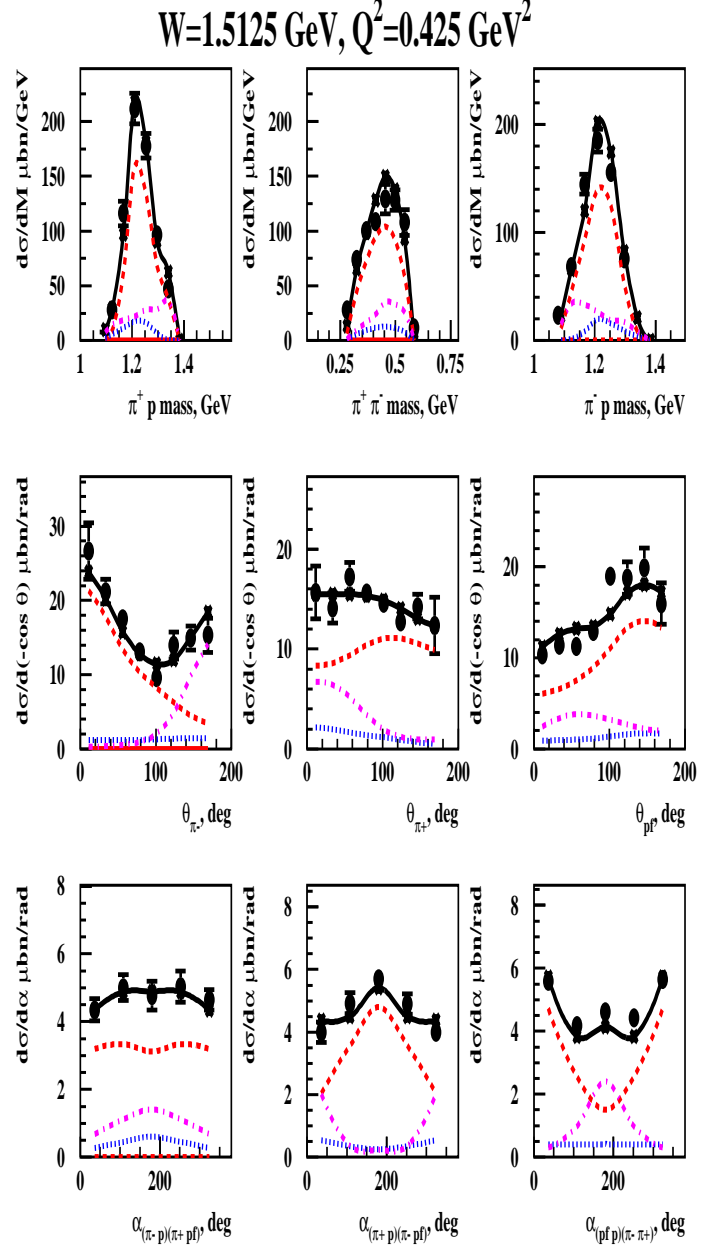 W=1.5125 GeV, Q²=0.425 GeV²
dσ/dM μbn/GeV
200
150
100
50
0
1 1.2 1.4
π⁺ p mass, GeV
dσ/dM μbn/GeV
200
150
100
50
0
0.25 0.5 0.75
π⁺ π⁻ mass, GeV
dσ/dM μbn/GeV
200
100
0
1 1.2 1.4
π⁻ p mass, GeV
dσ/d(-cos θ) μbn/rad
30
20
10
0
0 100 200
θπ-, deg
dσ/d(-cos θ) μbn/rad
20
10
0
0 100 200
θπ+, deg
dσ/d(-cos θ) μbn/rad
20
10
0
0 100 200
θpf, deg
dσ/dα μbn/rad
8
6
4
2
0
200
α(π- p)(π+ pf), deg
dσ/dα μbn/rad
8
6
4
2
0
200
α(π+ p)(π- pf), deg
dσ/dα μbn/rad
8
6
4
2
0
200
α(pf p)(π- π+), deg